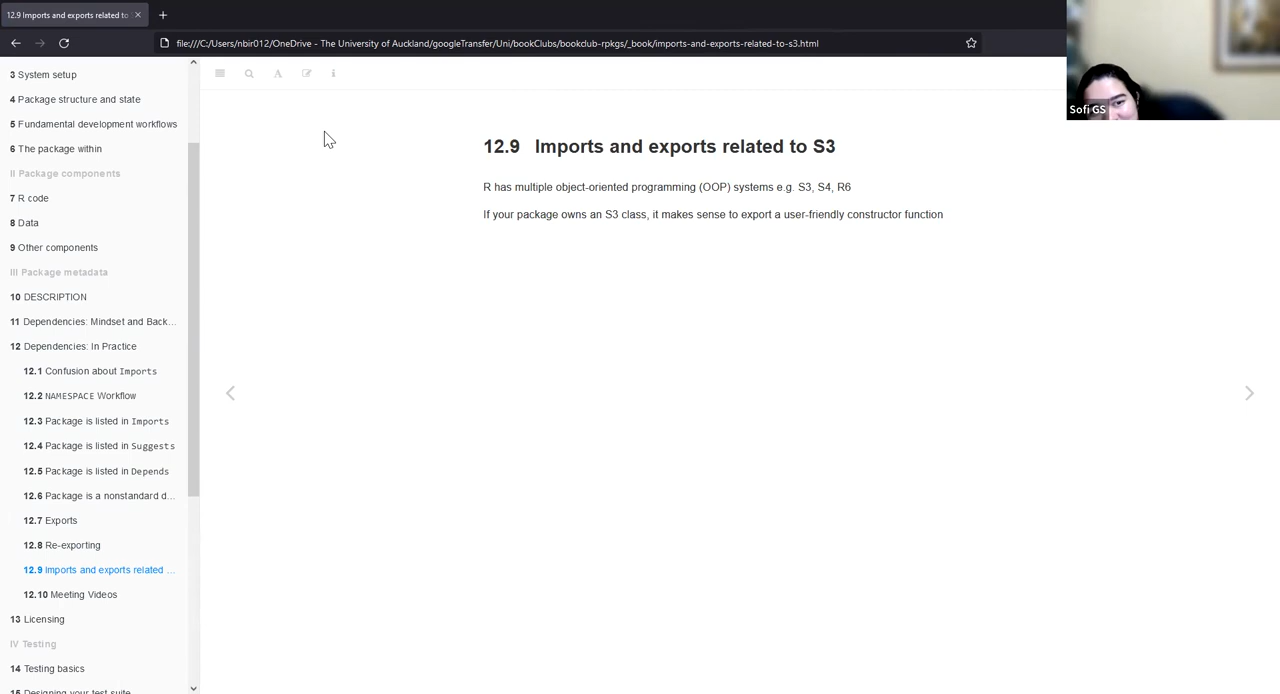 12.9 Imports and exports related to
file:///C:/Users/nbir012/OneDrive - The University of Auckland/googleTransfer/Uni/bookClubs/bookclub-rpkgs/_book/imports-and-exports-related-to-s3.html
Sofi GS
3 System setup
4 Package structure and state
5 Fundamental development workflows
6 The package within
II Package components
7 R code
8 Data
9 Other components
III Package metadata
10 DESCRIPTION
11 Dependencies: Mindset and Back...
12 Dependencies: In Practice
12.1 Confusion about Imports
12.2 NAMESPACE Workflow
12.3 Package is listed in Imports
12.4 Package is listed in Suggests
12.5 Package is listed in Depends
12.6 Package is a nonstandard d...
12.7 Exports
12.8 Re-exporting
12.9 Imports and exports related ...
12.10 Meeting Videos
13 Licensing
IV Testing
14 Testing basics
15 Designing your test suite
12.9 Imports and exports related to S3
R has multiple object-oriented programming (OOP) systems e.g. S3, S4, R6
If your package owns an S3 class, it makes sense to export a user-friendly constructor function